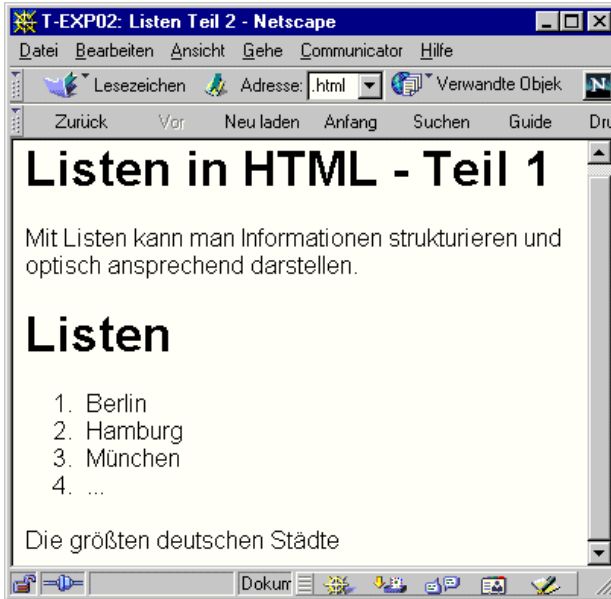 T-EXP02: Listen Teil 2 - Netscape
Datei Bearbeiten Ansicht Gehe Communicator Hilfe
Lesezeichen Adresse: .html Verwandte Objek N
Zurück Vor Neu laden Anfang Suchen Guide Dru
Listen in HTML - Teil 1
Mit Listen kann man Informationen strukturieren und
optisch ansprechend darstellen.
Listen
1. Berlin
2. Hamburg
3. München
4. ...
Die größten deutschen Städte
Dokum